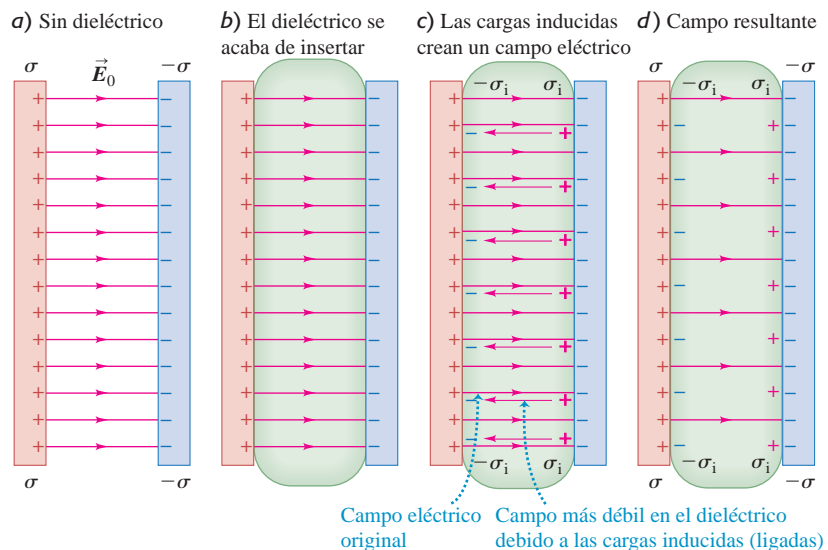 a) Sin dieléctrico
b) El dieléctrico se
acaba de insertar
c) Las cargas inducidas
crean un campo eléctrico
d) Campo resultante
σ
E⃗₀
−σ
σ
−σ
−σᵢ
σᵢ
−σᵢ
σᵢ
σ
−σ
−σᵢ
σᵢ
−σᵢ
σᵢ
σ
−σ
Campo eléctrico
original
Campo más débil en el dieléctrico
debido a las cargas inducidas (ligadas)